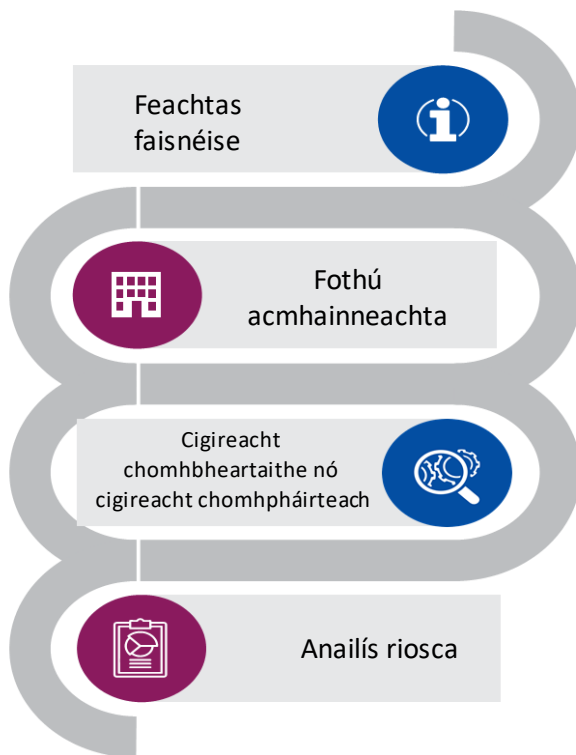 Feachtas
faisnéise
Fothú
acmhainneachta
Cigireacht
chomhbheartaithe nó
cigireacht chomhpháirteach
Anailís riosca